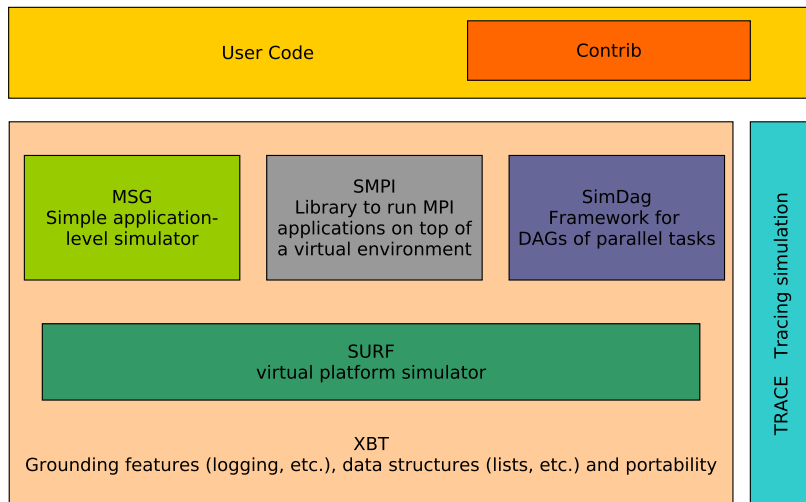 User Code
Contrib
MSG
Simple application-
level simulator
SMPI
Library to run MPI
applications on top of
a virtual environment
SimDag
Framework for
DAGs of parallel tasks
SURF
virtual platform simulator
XBT
Grounding features (logging, etc.), data structures (lists, etc.) and portability
TRACE Tracing simulation